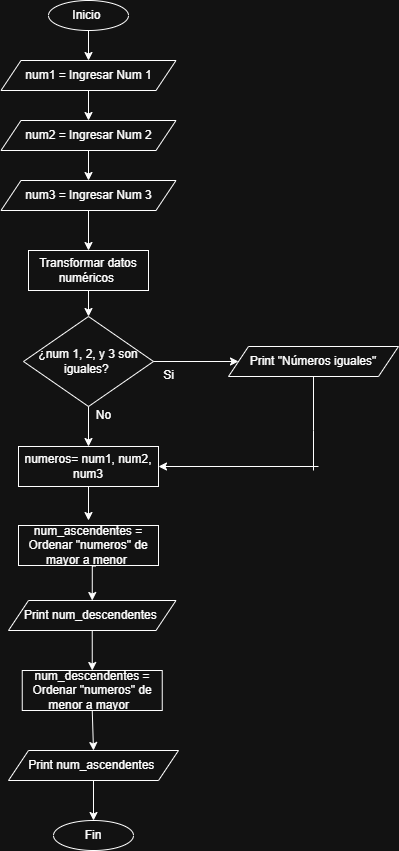 Inicio
num1 = Ingresar Num 1
num2 = Ingresar Num 2
num3 = Ingresar Num 3
Transformar datos
numéricos
¿num 1, 2, y 3 son
iguales?
Si
Print "Números iguales"
No
numeros= num1, num2,
num3
num_ascendentes =
Ordenar "numeros" de
mayor a menor
Print num_descendentes
num_descendentes =
Ordenar "numeros" de
menor a mayor
Print num_ascendentes
Fin